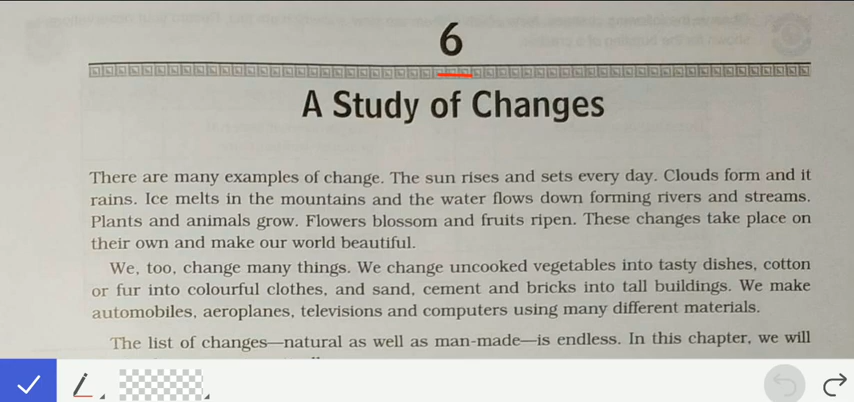 6
A Study of Changes
There are many examples of change. The sun rises and sets every day. Clouds form and it
rains. Ice melts in the mountains and the water flows down forming rivers and streams.
Plants and animals grow. Flowers blossom and fruits ripen. These changes take place on
their own and make our world beautiful.
We, too, change many things. We change uncooked vegetables into tasty dishes, cotton
or fur into colourful clothes, and sand, cement and bricks into tall buildings. We make
automobiles, aeroplanes, televisions and computers using many different materials.
The list of changes—natural as well as man-made—is endless. In this chapter, we will